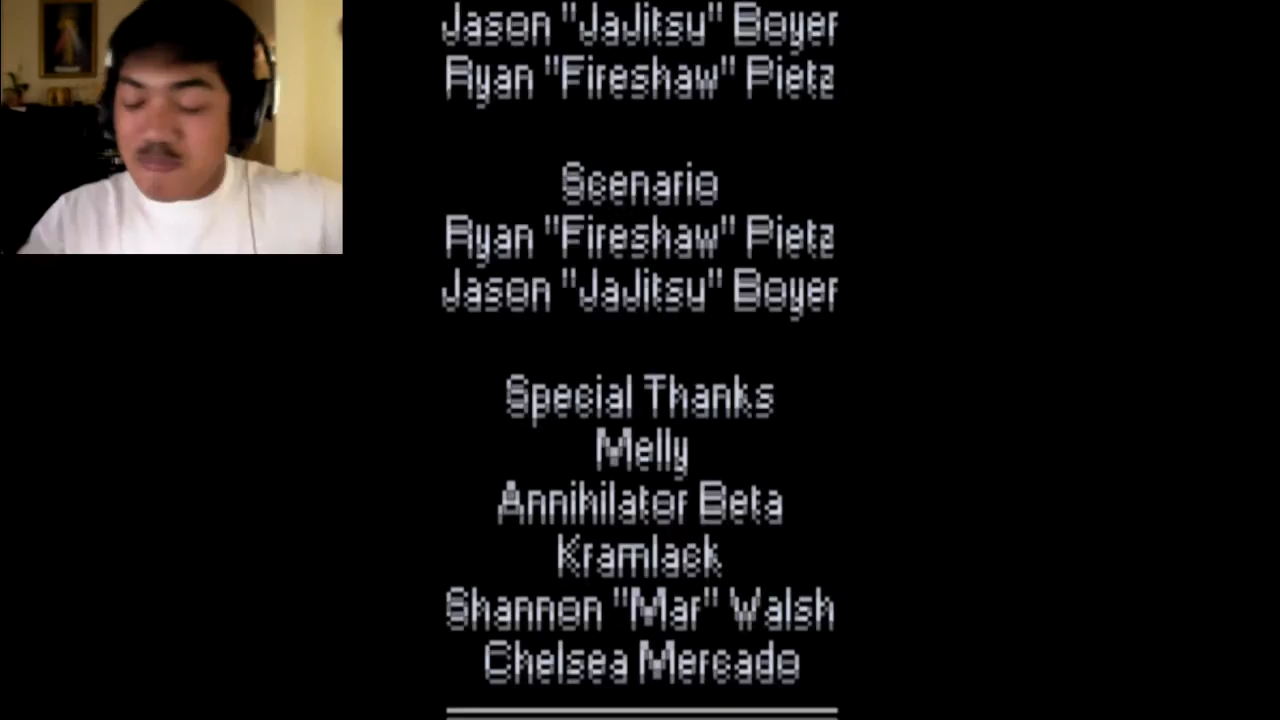 Jason "JaJitsu" Boyer
Ryan "Fireshaw" Pietz
Scenario
Ryan "Fireshaw" Pietz
Jason "JaJitsu" Boyer
Special Thanks
Melly
Annihilator Beta
Kramlack
Shannon "Mar" Walsh
Chelsea Mercado